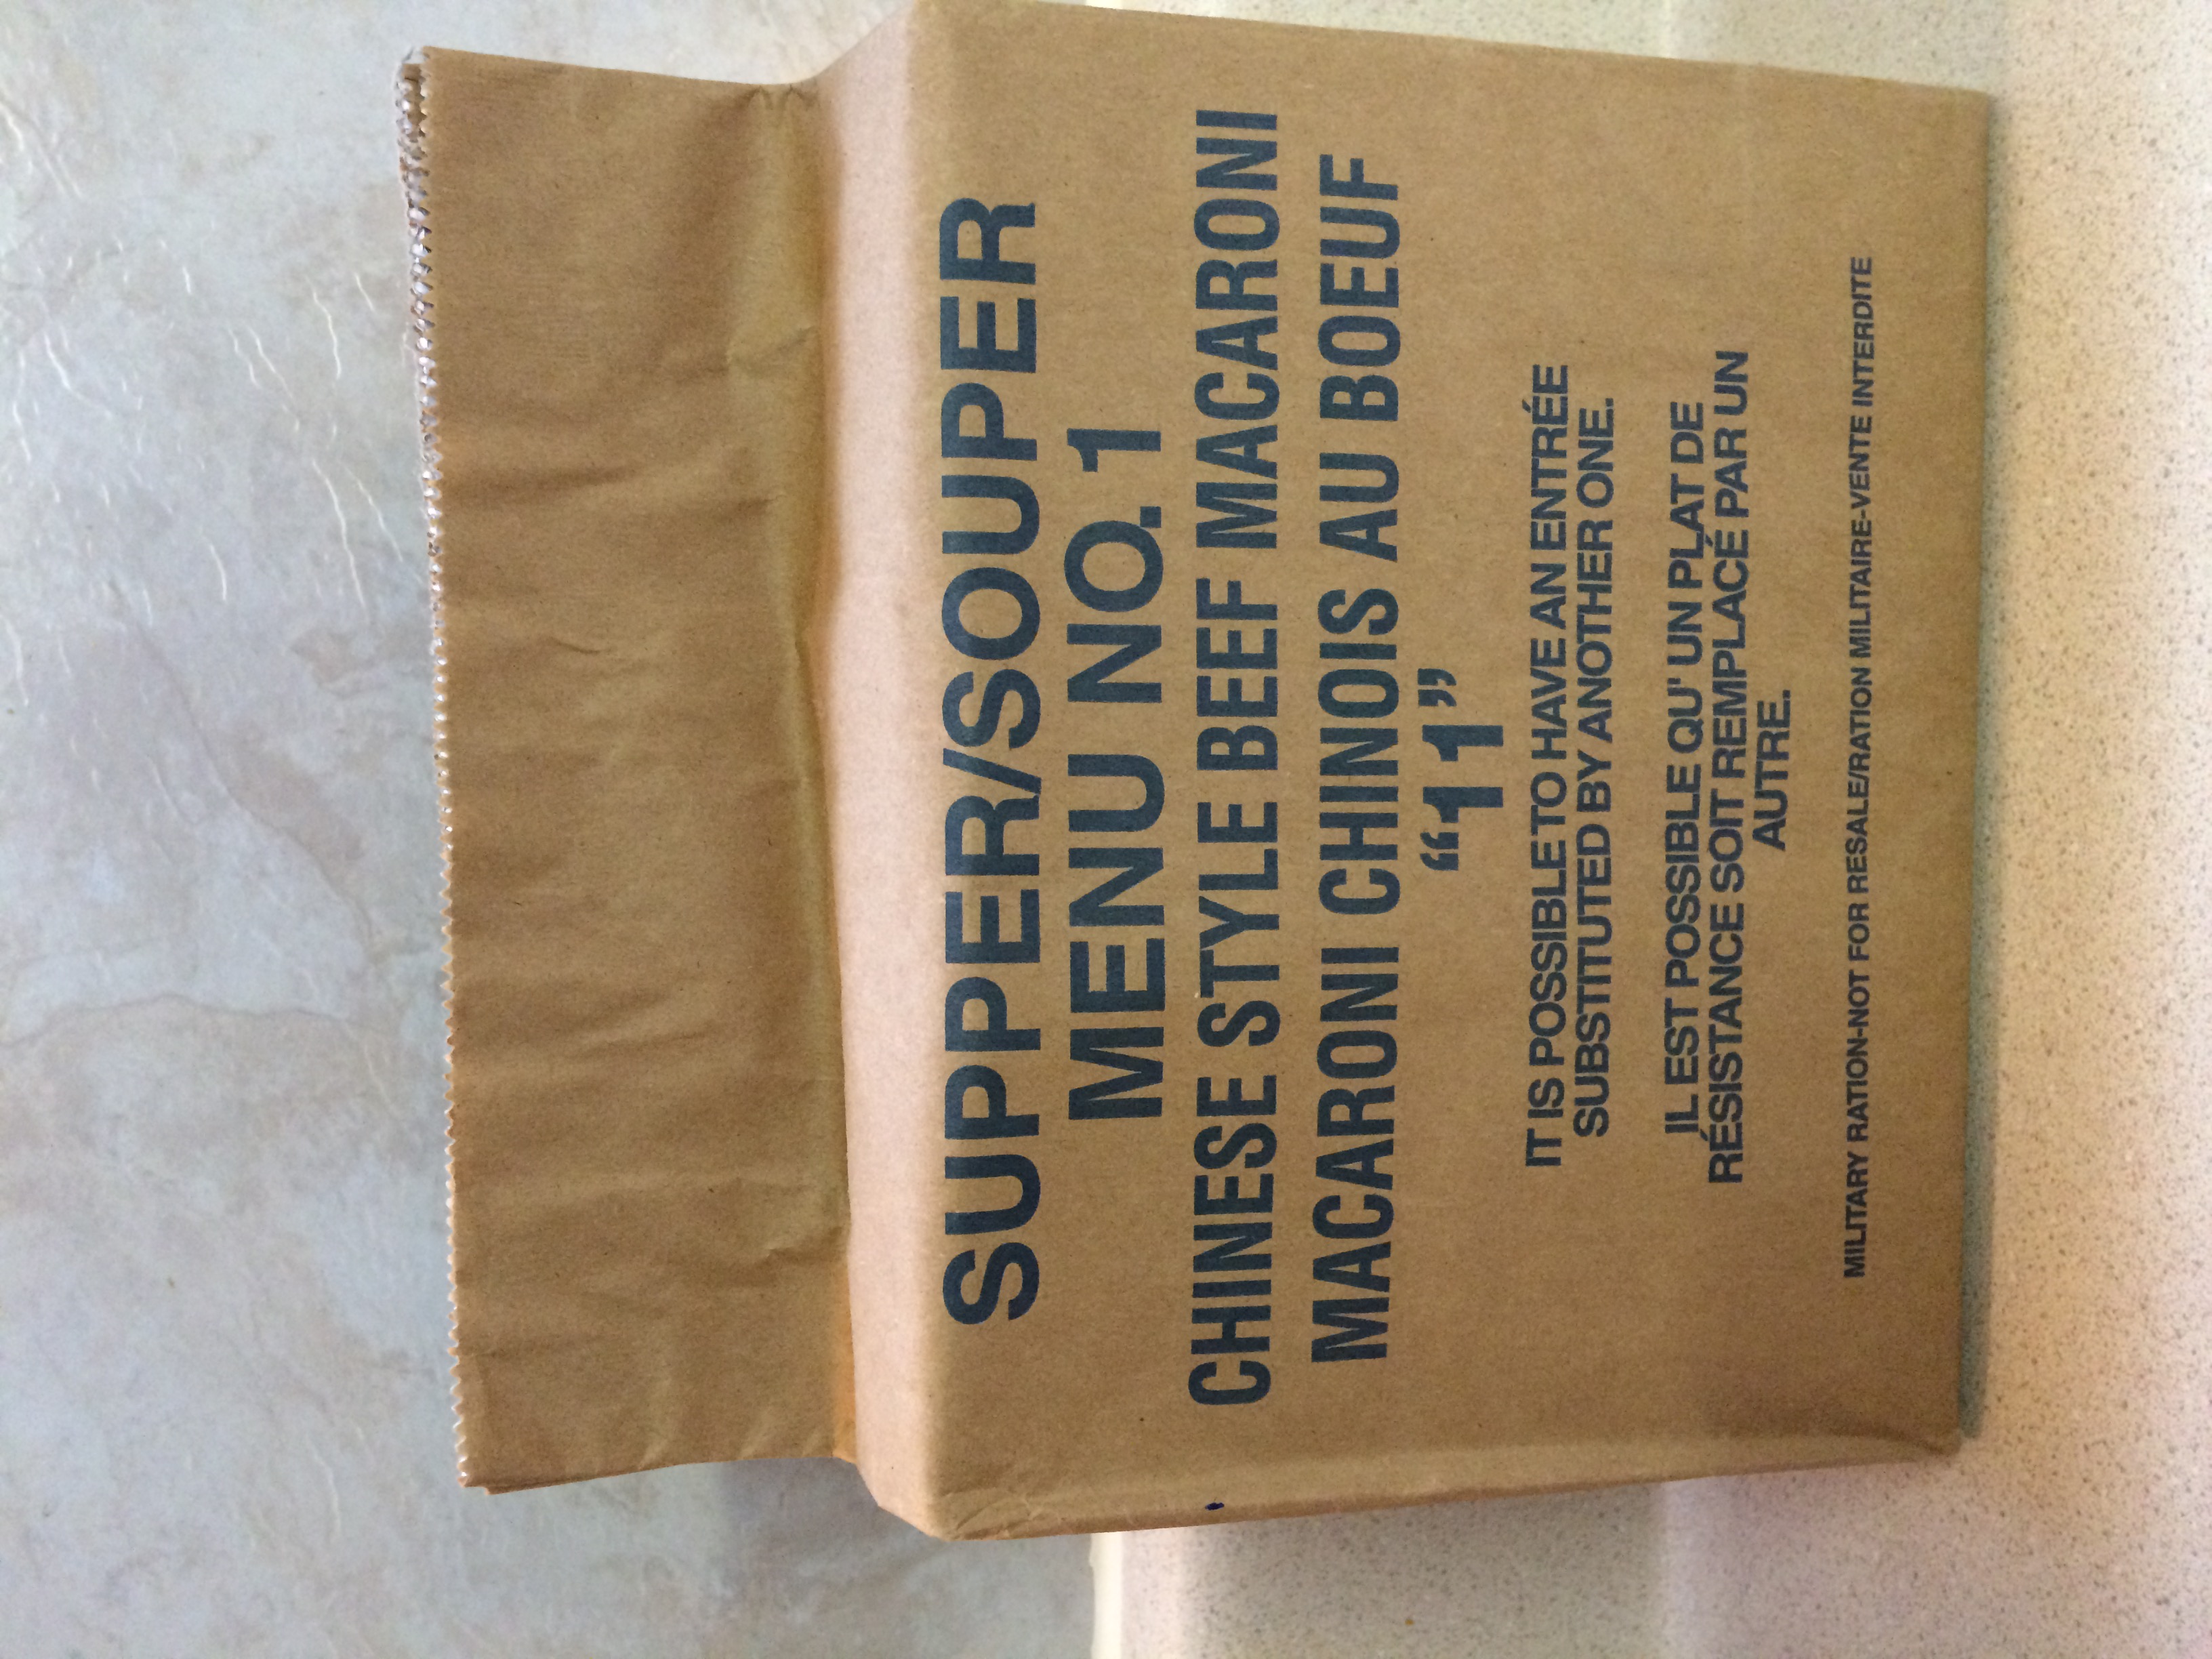 SUPPER/SOUPER
MENU NO. 1
CHINESE STYLE BEEF MACARONI
MACARONI CHINOIS AU BOEUF
“11”
IT IS POSSIBLE TO HAVE AN ENTRÉE
SUBSTITUTED BY ANOTHER ONE.
IL EST POSSIBLE QU' UN PLAT DE
RÉSISTANCE SOIT REMPLACÉ PAR UN
AUTRE.
MILITARY RATION-NOT FOR RESALE/RATION MILITAIRE-VENTE INTERDITE